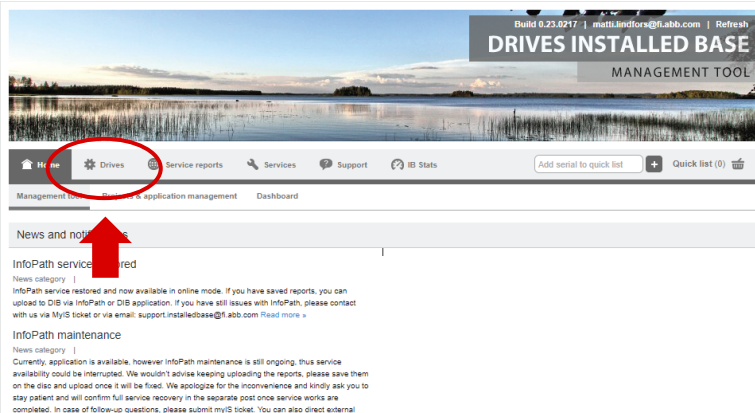 Build 0.23.0217 | matti.lindfors@fi.abb.com | Refresh
DRIVES INSTALLED BASE
MANAGEMENT TOOL
Home Drives Service reports Services Support IB Stats Add serial to quick list + Quick list (0)
Management tool Projects & application management Dashboard
News and notifications
InfoPath service restored
News category |
InfoPath service restored and now available in online mode. If you have saved reports, you can
upload to DIB via InfoPath or DIB application. If you have still issues with InfoPath, please contact
with us via MyIS ticket or via email: support.installedbase@fi.abb.com Read more »
InfoPath maintenance
News category |
Currently, application is available, however InfoPath maintenance is still ongoing, thus service
availability could be interrupted. We wouldn't advise keeping uploading the reports, please save them
on the disc and upload once it will be fixed. We apologize for the inconvenience and kindly ask you to
stay patient and will confirm full service recovery in the separate post once service works are
completed. In case of follow-up questions, please submit myIS ticket. You can also direct external